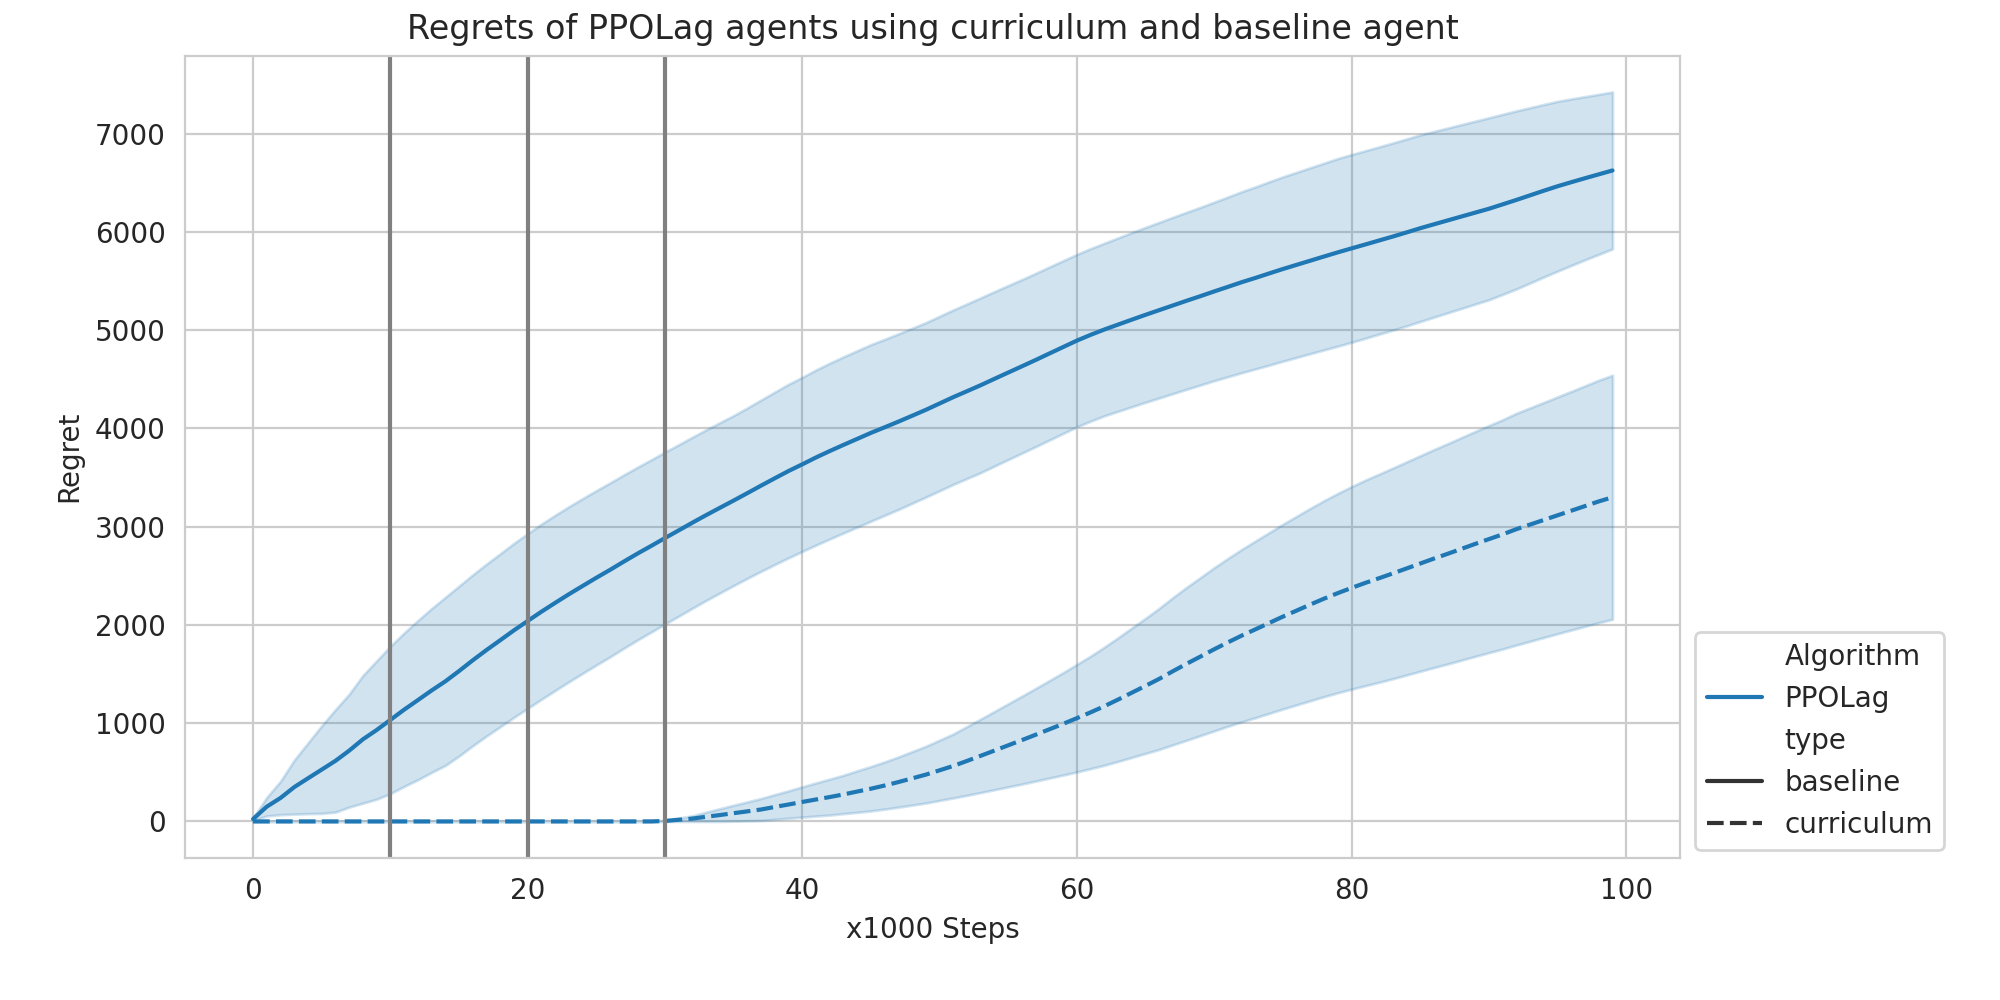 Regrets of PPOLag agents using curriculum and baseline agent
Regret
7000
6000
5000
4000
3000
2000
1000
0
0 20 40 60 80 100
x1000 Steps
Algorithm
PPOLag
type
baseline
curriculum